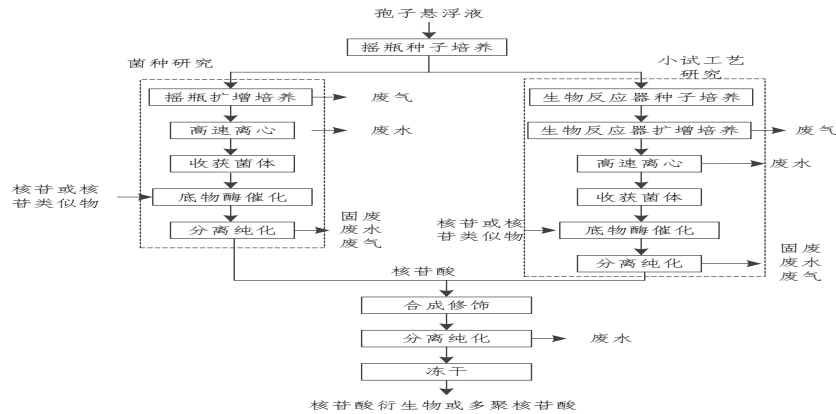 孢子悬浮液
摇瓶种子培养
菌种研究
摇瓶扩增培养
废气
高速离心
废水
收获菌体
核苷或核
苷类似物
底物酶催化
分离纯化
固废
废水
废气
小试工艺
研究
生物反应器种子培养
生物反应器扩增培养
废气
高速离心
废水
收获菌体
核苷或核
苷类似物
底物酶催化
分离纯化
固废
废水
废气
核苷酸
合成修饰
分离纯化
废水
冻干
核苷酸衍生物或多聚核苷酸